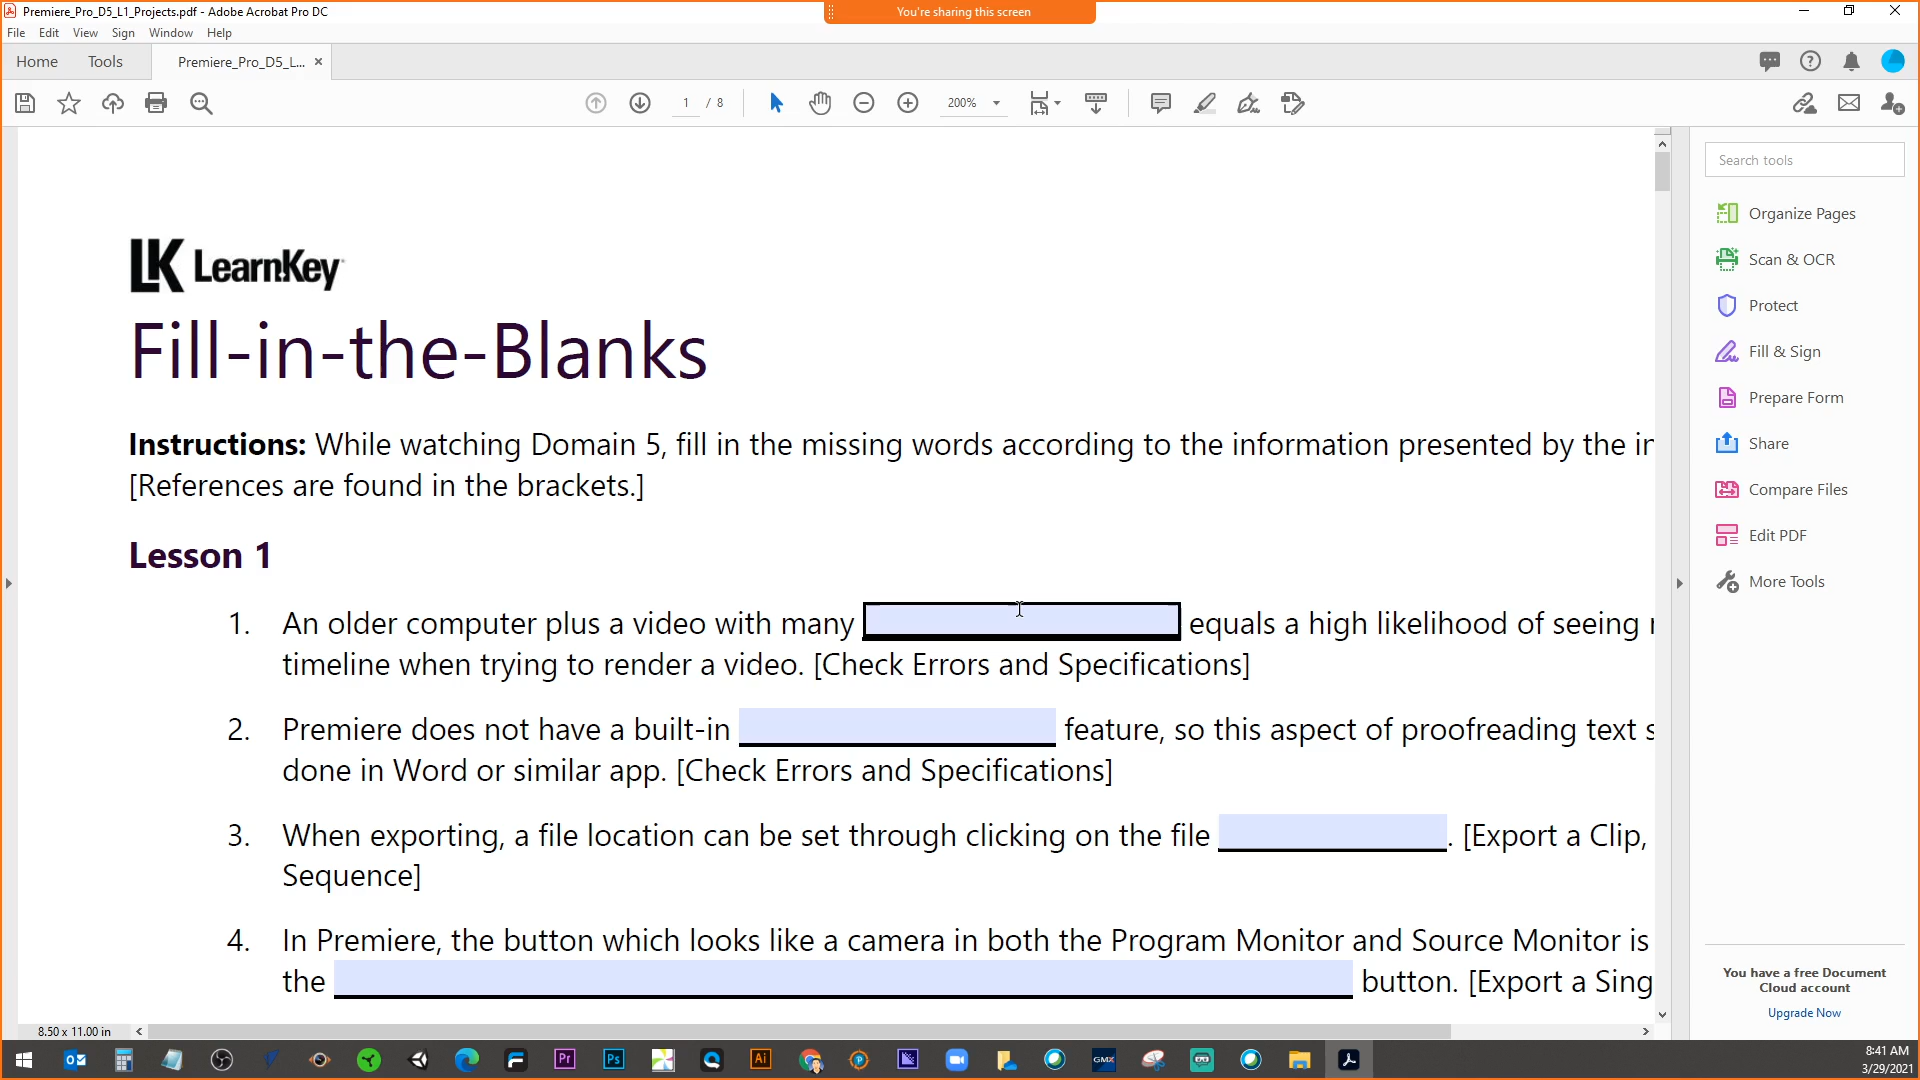 Premiere_Pro_D5_L1_Projects.pdf - Adobe Acrobat Pro DC
You're sharing this screen
File Edit View Sign Window Help
Home Tools Premiere_Pro_D5_L... ×
1 / 8 200%
Search tools
Organize Pages
Scan & OCR
Protect
Fill & Sign
Prepare Form
Share
Compare Files
Edit PDF
More Tools
You have a free Document
Cloud account
Upgrade Now
LK LearnKey
Fill-in-the-Blanks
Instructions: While watching Domain 5, fill in the missing words according to the information presented by the in
[References are found in the brackets.]
Lesson 1
1. An older computer plus a video with many equals a high likelihood of seeing
timeline when trying to render a video. [Check Errors and Specifications]
2. Premiere does not have a built-in feature, so this aspect of proofreading text s
done in Word or similar app. [Check Errors and Specifications]
3. When exporting, a file location can be set through clicking on the file . [Export a Clip,
Sequence]
4. In Premiere, the button which looks like a camera in both the Program Monitor and Source Monitor is
the button. [Export a Sing
8.50 x 11.00 in
Pr Ps Ai GMX
8:41 AM
3/29/2021